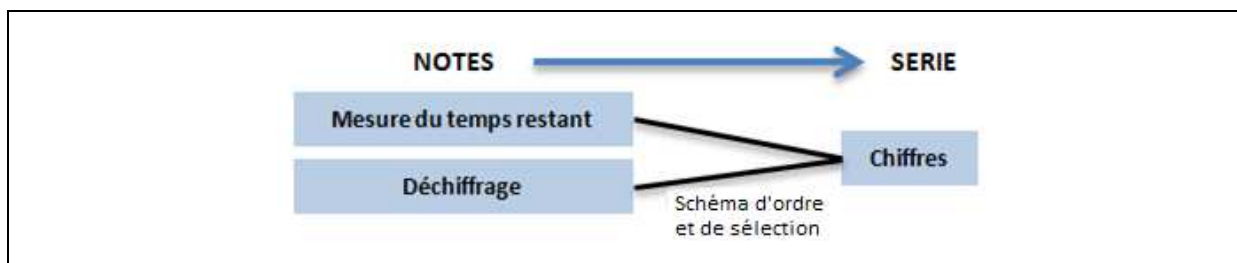 NOTES SERIE
Mesure du temps restant
Chiffres
Déchiffrage
Schéma d'ordre
et de sélection